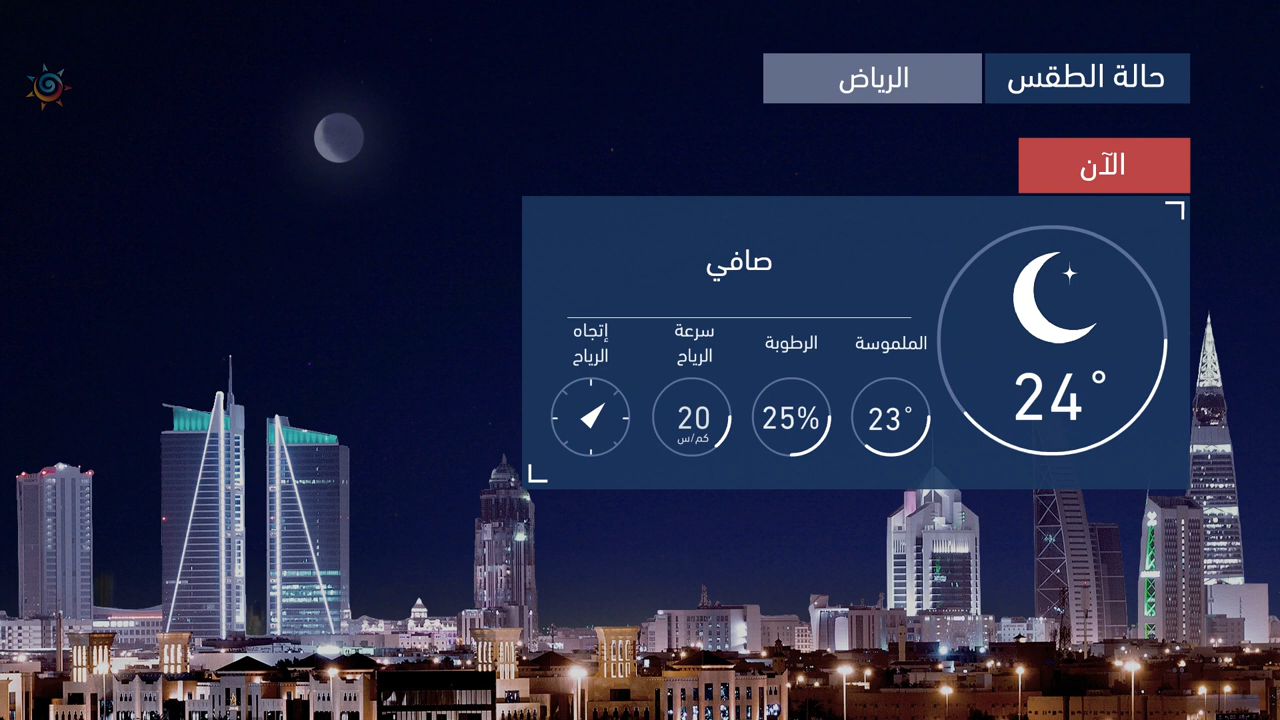 حالة الطقس
الرياض
الآن
صافي
24°
الملموسة
23°
الرطوبة
25%
سرعة
الرياح
20
كم/س
إتجاه
الرياح